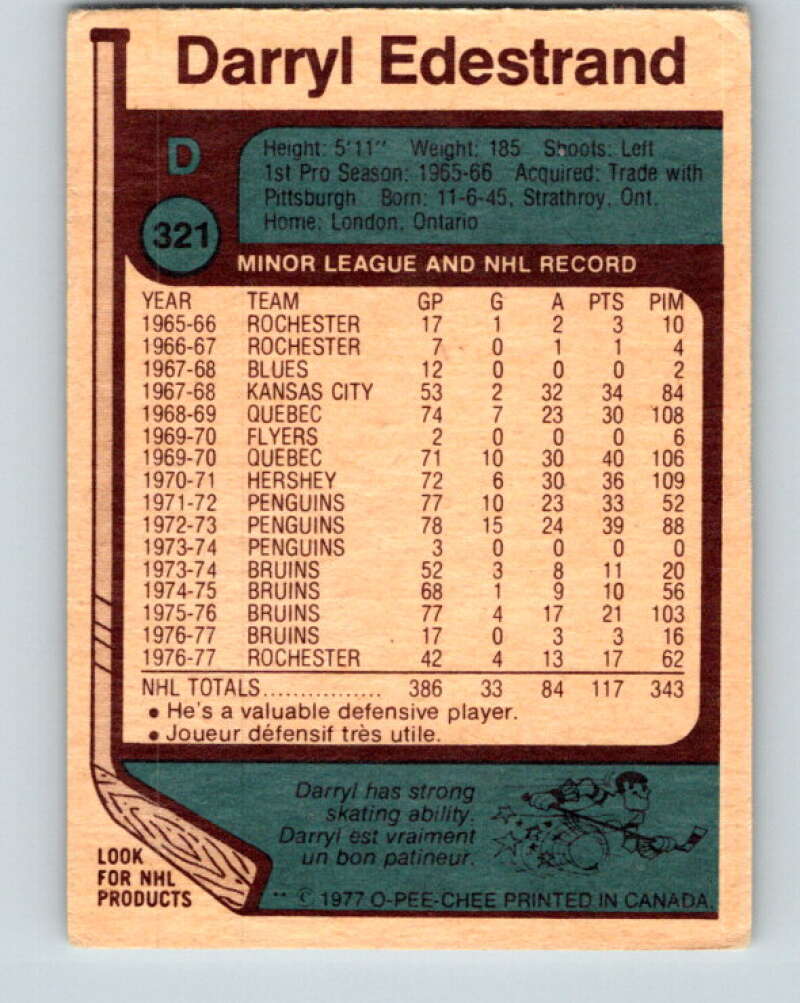 Darryl Edestrand
D
321
Height: 5'11" Weight: 185 Shoots: Left
1st Pro Season: 1965-66 Acquired: Trade with
Pittsburgh Born: 11-6-45, Strathroy, Ont.
Home: London, Ontario
MINOR LEAGUE AND NHL RECORD
YEAR TEAM GP G A PTS PIM
1965-66 ROCHESTER 17 1 2 3 10
1966-67 ROCHESTER 7 0 1 1 4
1967-68 BLUES 12 0 0 0 2
1967-68 KANSAS CITY 53 2 32 34 84
1968-69 QUEBEC 74 7 23 30 108
1969-70 FLYERS 2 0 0 0 6
1969-70 QUEBEC 71 10 30 40 106
1970-71 HERSHEY 72 6 30 36 109
1971-72 PENGUINS 77 10 23 33 52
1972-73 PENGUINS 78 15 24 39 88
1973-74 PENGUINS 3 0 0 0 0
1973-74 BRUINS 52 3 8 11 20
1974-75 BRUINS 68 1 9 10 56
1975-76 BRUINS 77 4 17 21 103
1976-77 BRUINS 17 0 3 3 16
1976-77 ROCHESTER 42 4 13 17 62
NHL TOTALS................ 386 33 84 117 343
• He's a valuable defensive player.
• Joueur défensif très utile.
Darryl has strong
skating ability.
Darryl est vraiment
un bon patineur.
LOOK
FOR NHL
PRODUCTS
** © 1977 O-PEE-CHEE PRINTED IN CANADA.